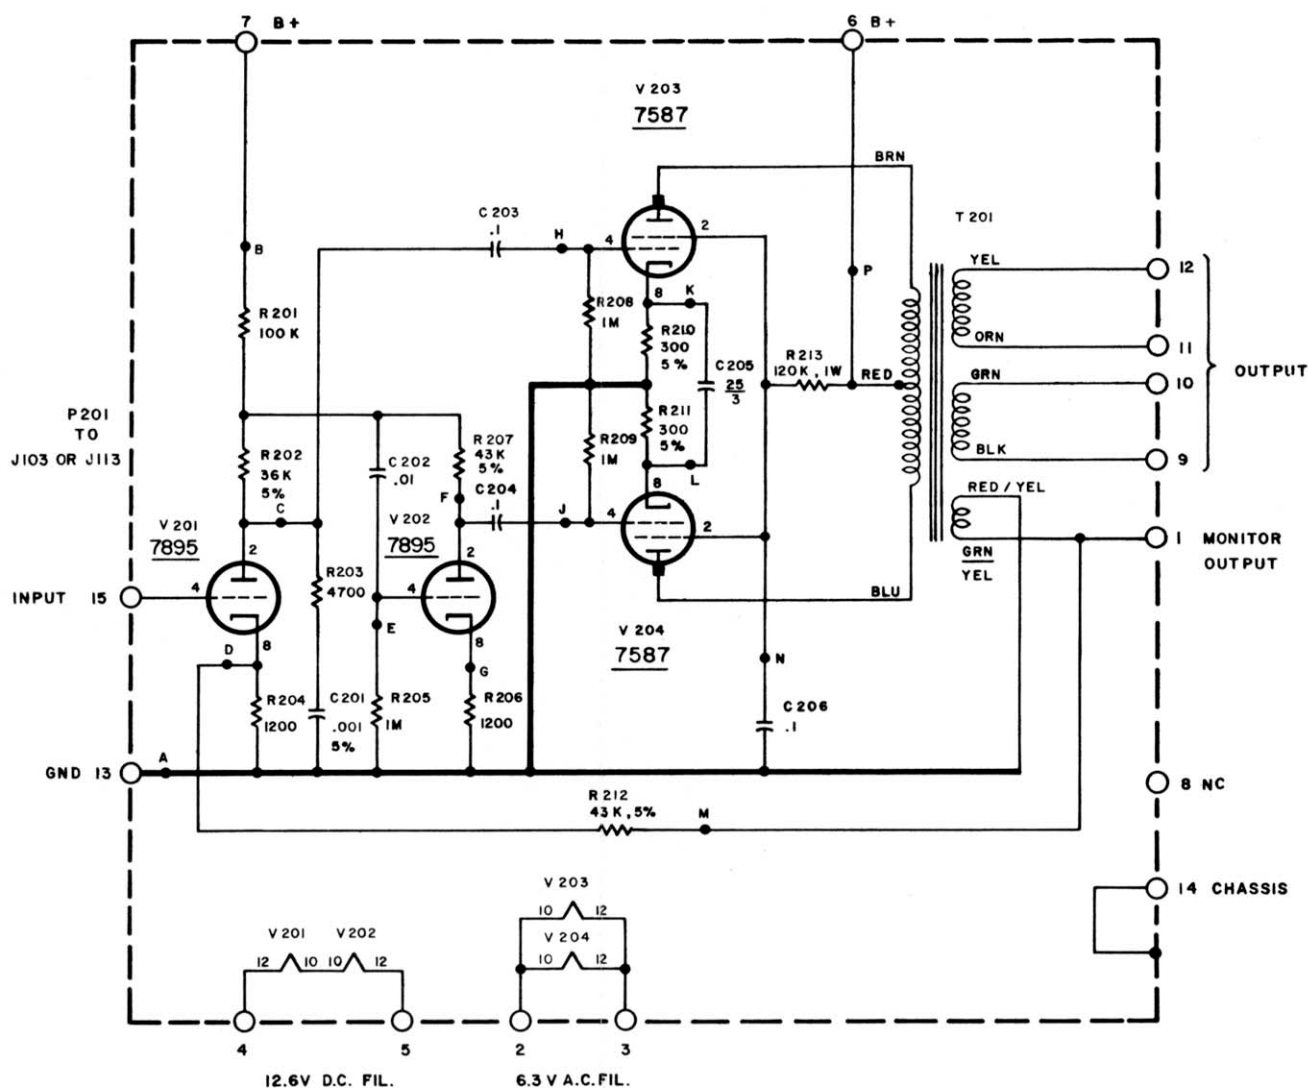 7 B+
6 B+
V 203
7587
BRN
C 203
.1
H
4
2
T 201
B
P
YEL
12
8
K
R 208
1M
ORN
11
R 201
100 K
R 210
300
5%
C 205
25
3
R 213
120K, 1W
RED
GRN
10
OUTPUT
P 201
TO
J103 OR J113
R 202
36K
5%
C 202
.01
R 207
43K
5%
R 209
1M
R 211
300
5%
BLK
9
C
F
C 204
.1
J
4
8
L
2
RED / YEL
V 201
7895
V 202
7895
1 MONITOR
OUTPUT
GRN
YEL
2
2
R 203
4700
INPUT 15
4
4
BLU
E
V 204
7587
D
8
8
G
N
R 204
1200
C 201
.001
5%
R 205
1M
R 206
1200
C 206
.1
GND 13
A
8 NC
R 212
43K, 5%
M
14 CHASSIS
V 203
10 12
V 201 V 202
V 204
12 10 10 12
10 12
4
5
2
3
12.6V D.C. FIL.
6.3 V A.C. FIL.